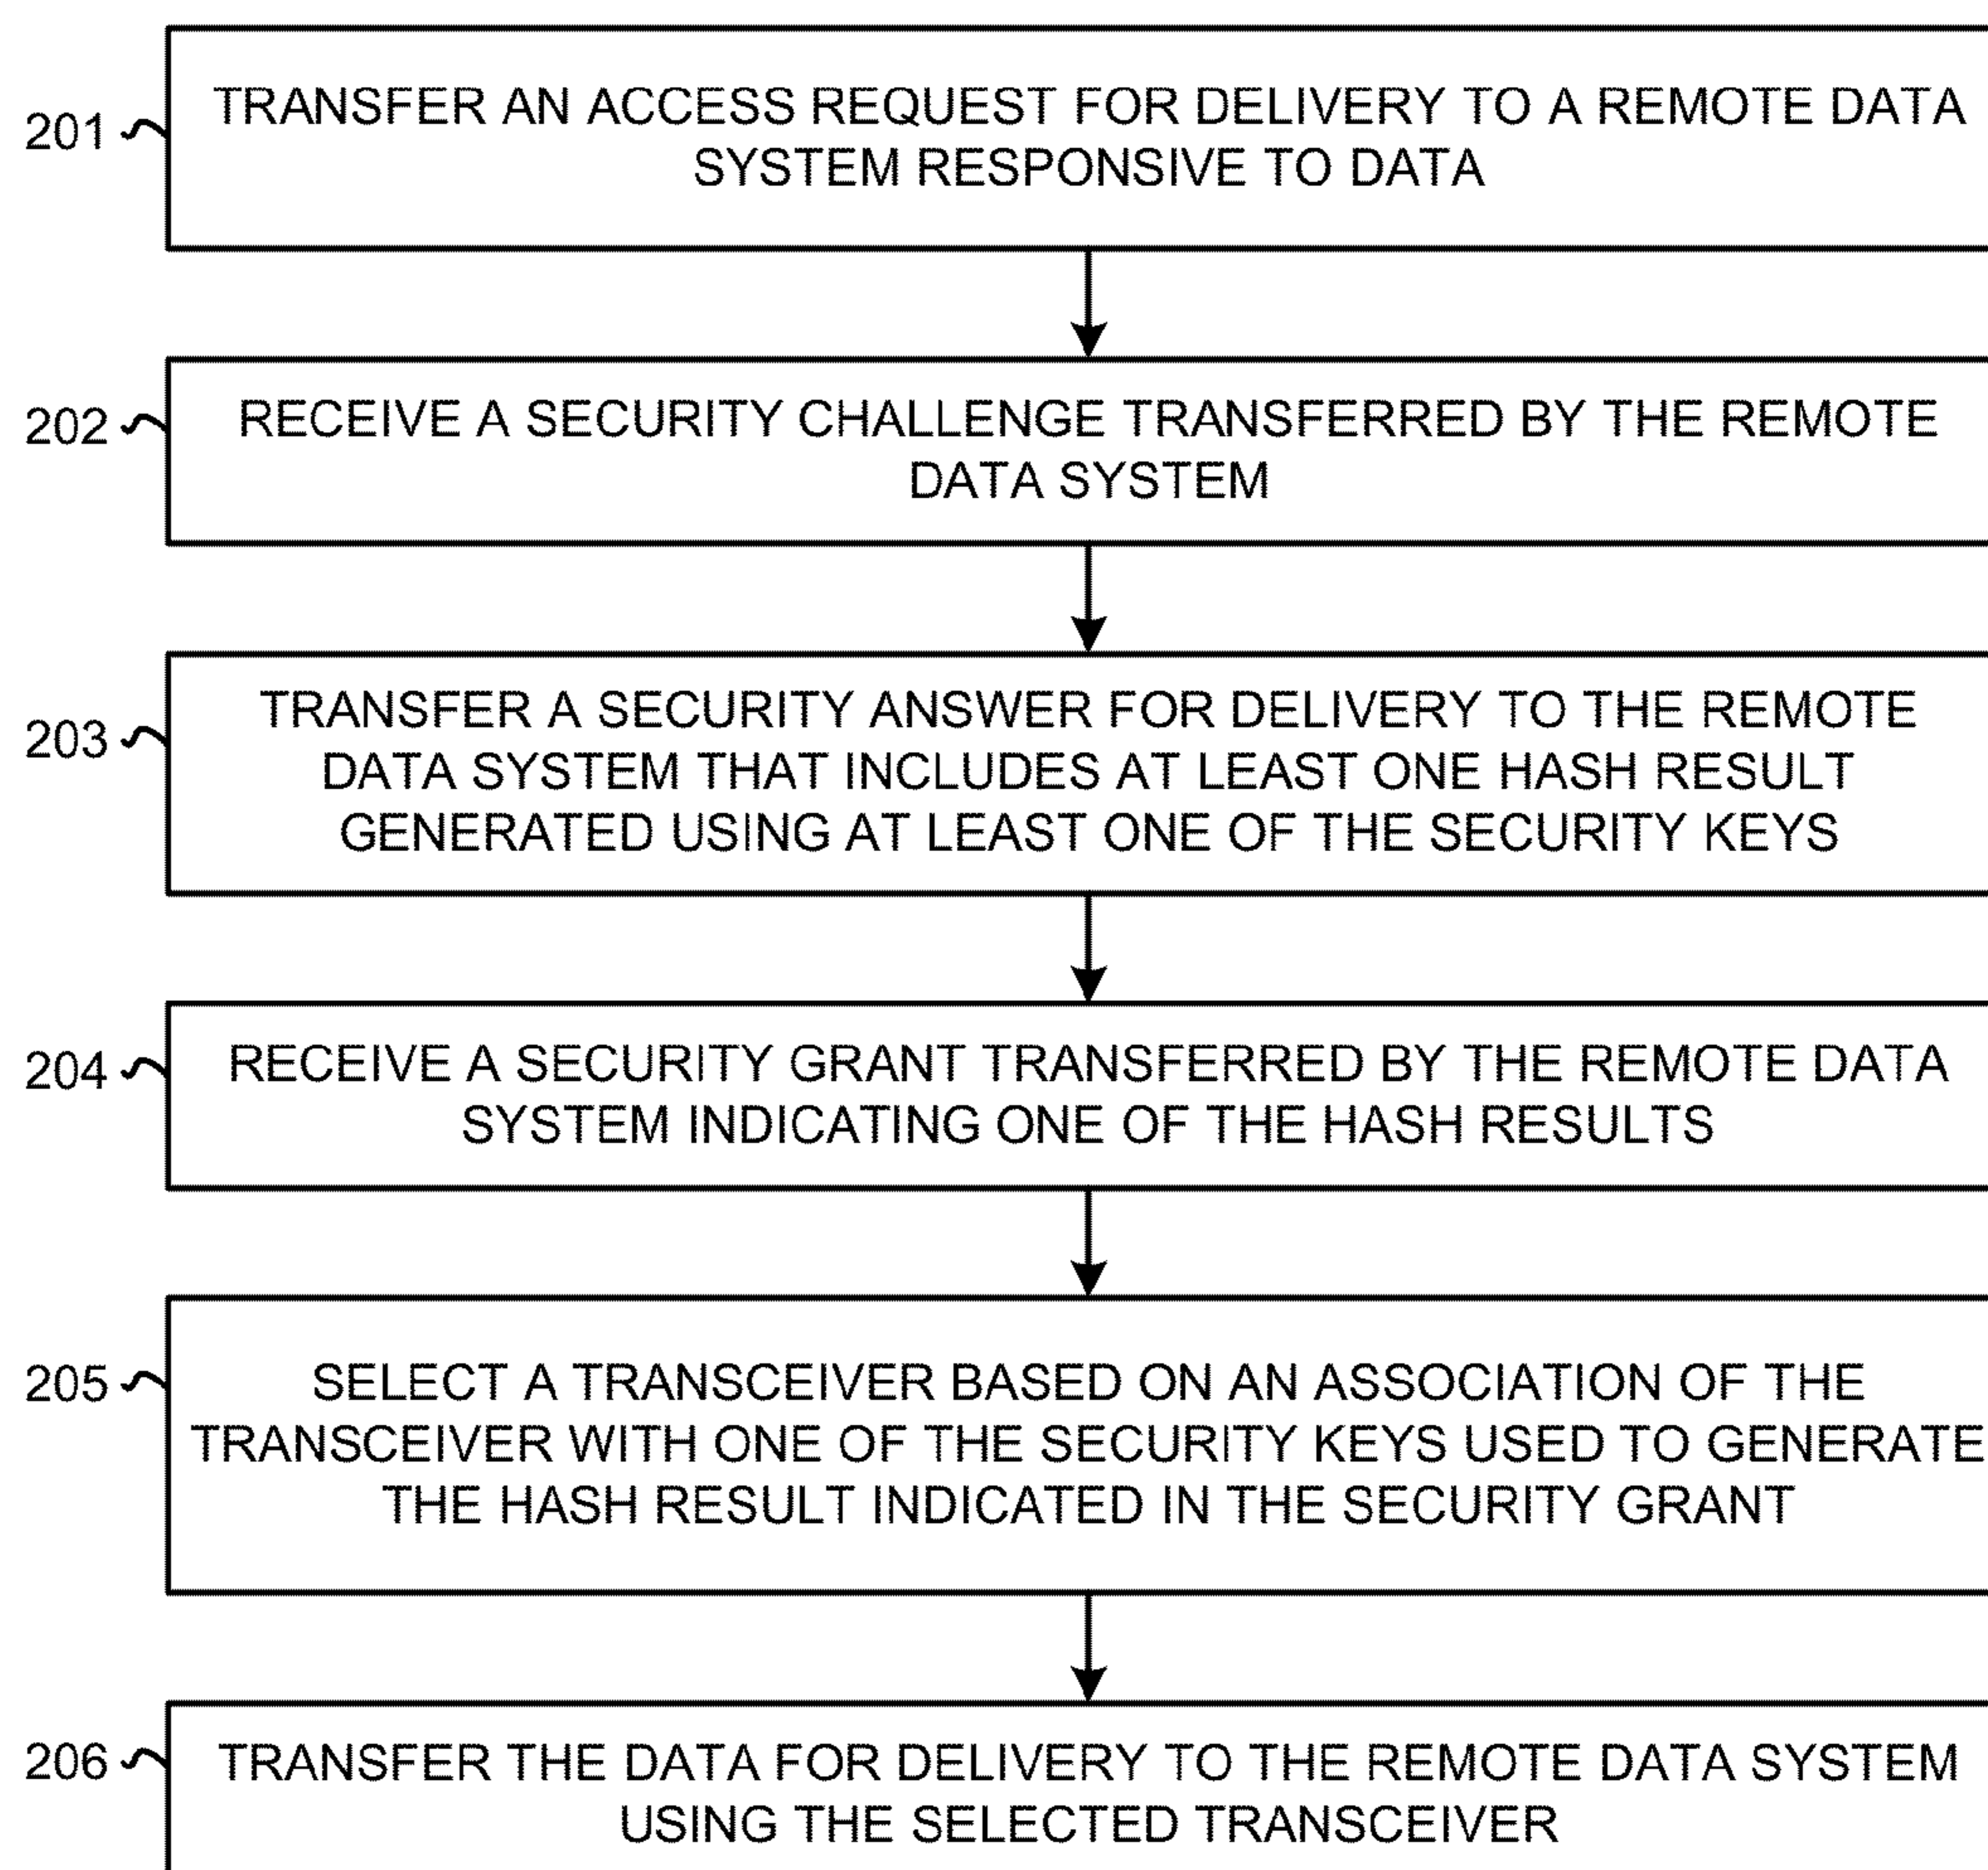 201
TRANSFER AN ACCESS REQUEST FOR DELIVERY TO A REMOTE DATA
SYSTEM RESPONSIVE TO DATA
202
RECEIVE A SECURITY CHALLENGE TRANSFERRED BY THE REMOTE
DATA SYSTEM
203
TRANSFER A SECURITY ANSWER FOR DELIVERY TO THE REMOTE
DATA SYSTEM THAT INCLUDES AT LEAST ONE HASH RESULT
GENERATED USING AT LEAST ONE OF THE SECURITY KEYS
204
RECEIVE A SECURITY GRANT TRANSFERRED BY THE REMOTE DATA
SYSTEM INDICATING ONE OF THE HASH RESULTS
205
SELECT A TRANSCEIVER BASED ON AN ASSOCIATION OF THE
TRANSCEIVER WITH ONE OF THE SECURITY KEYS USED TO GENERATE
THE HASH RESULT INDICATED IN THE SECURITY GRANT
206
TRANSFER THE DATA FOR DELIVERY TO THE REMOTE DATA SYSTEM
USING THE SELECTED TRANSCEIVER